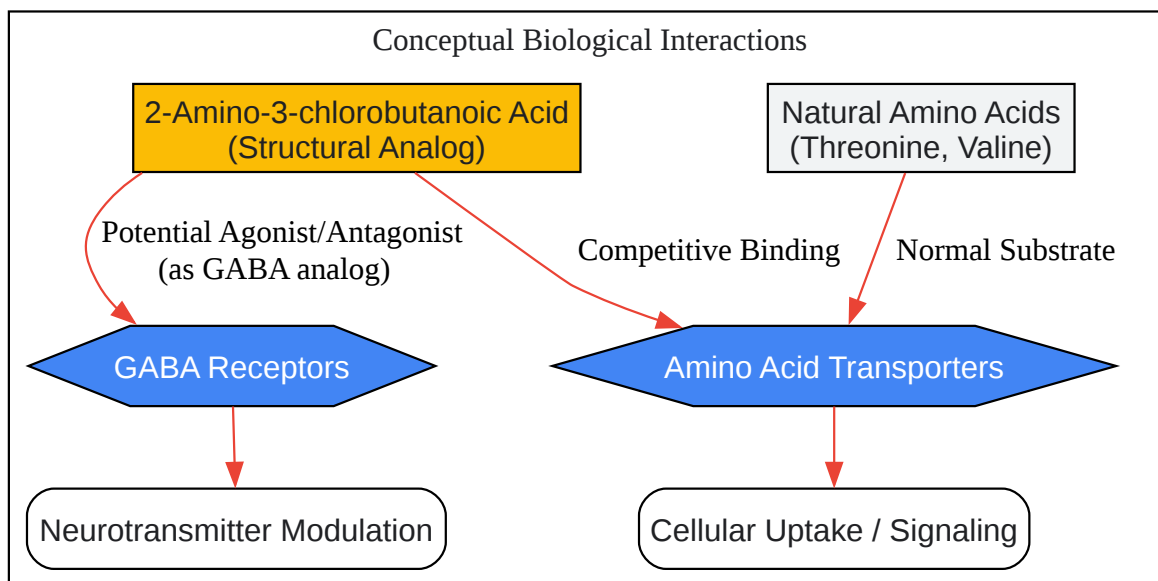 Conceptual Biological Interactions
2-Amino-3-chlorobutanoic Acid
(Structural Analog)
Natural Amino Acids
(Threonine, Valine)
Potential Agonist/Antagonist
(as GABA analog)
Competitive Binding
Normal Substrate
GABA Receptors
Amino Acid Transporters
Neurotransmitter Modulation
Cellular Uptake / Signaling